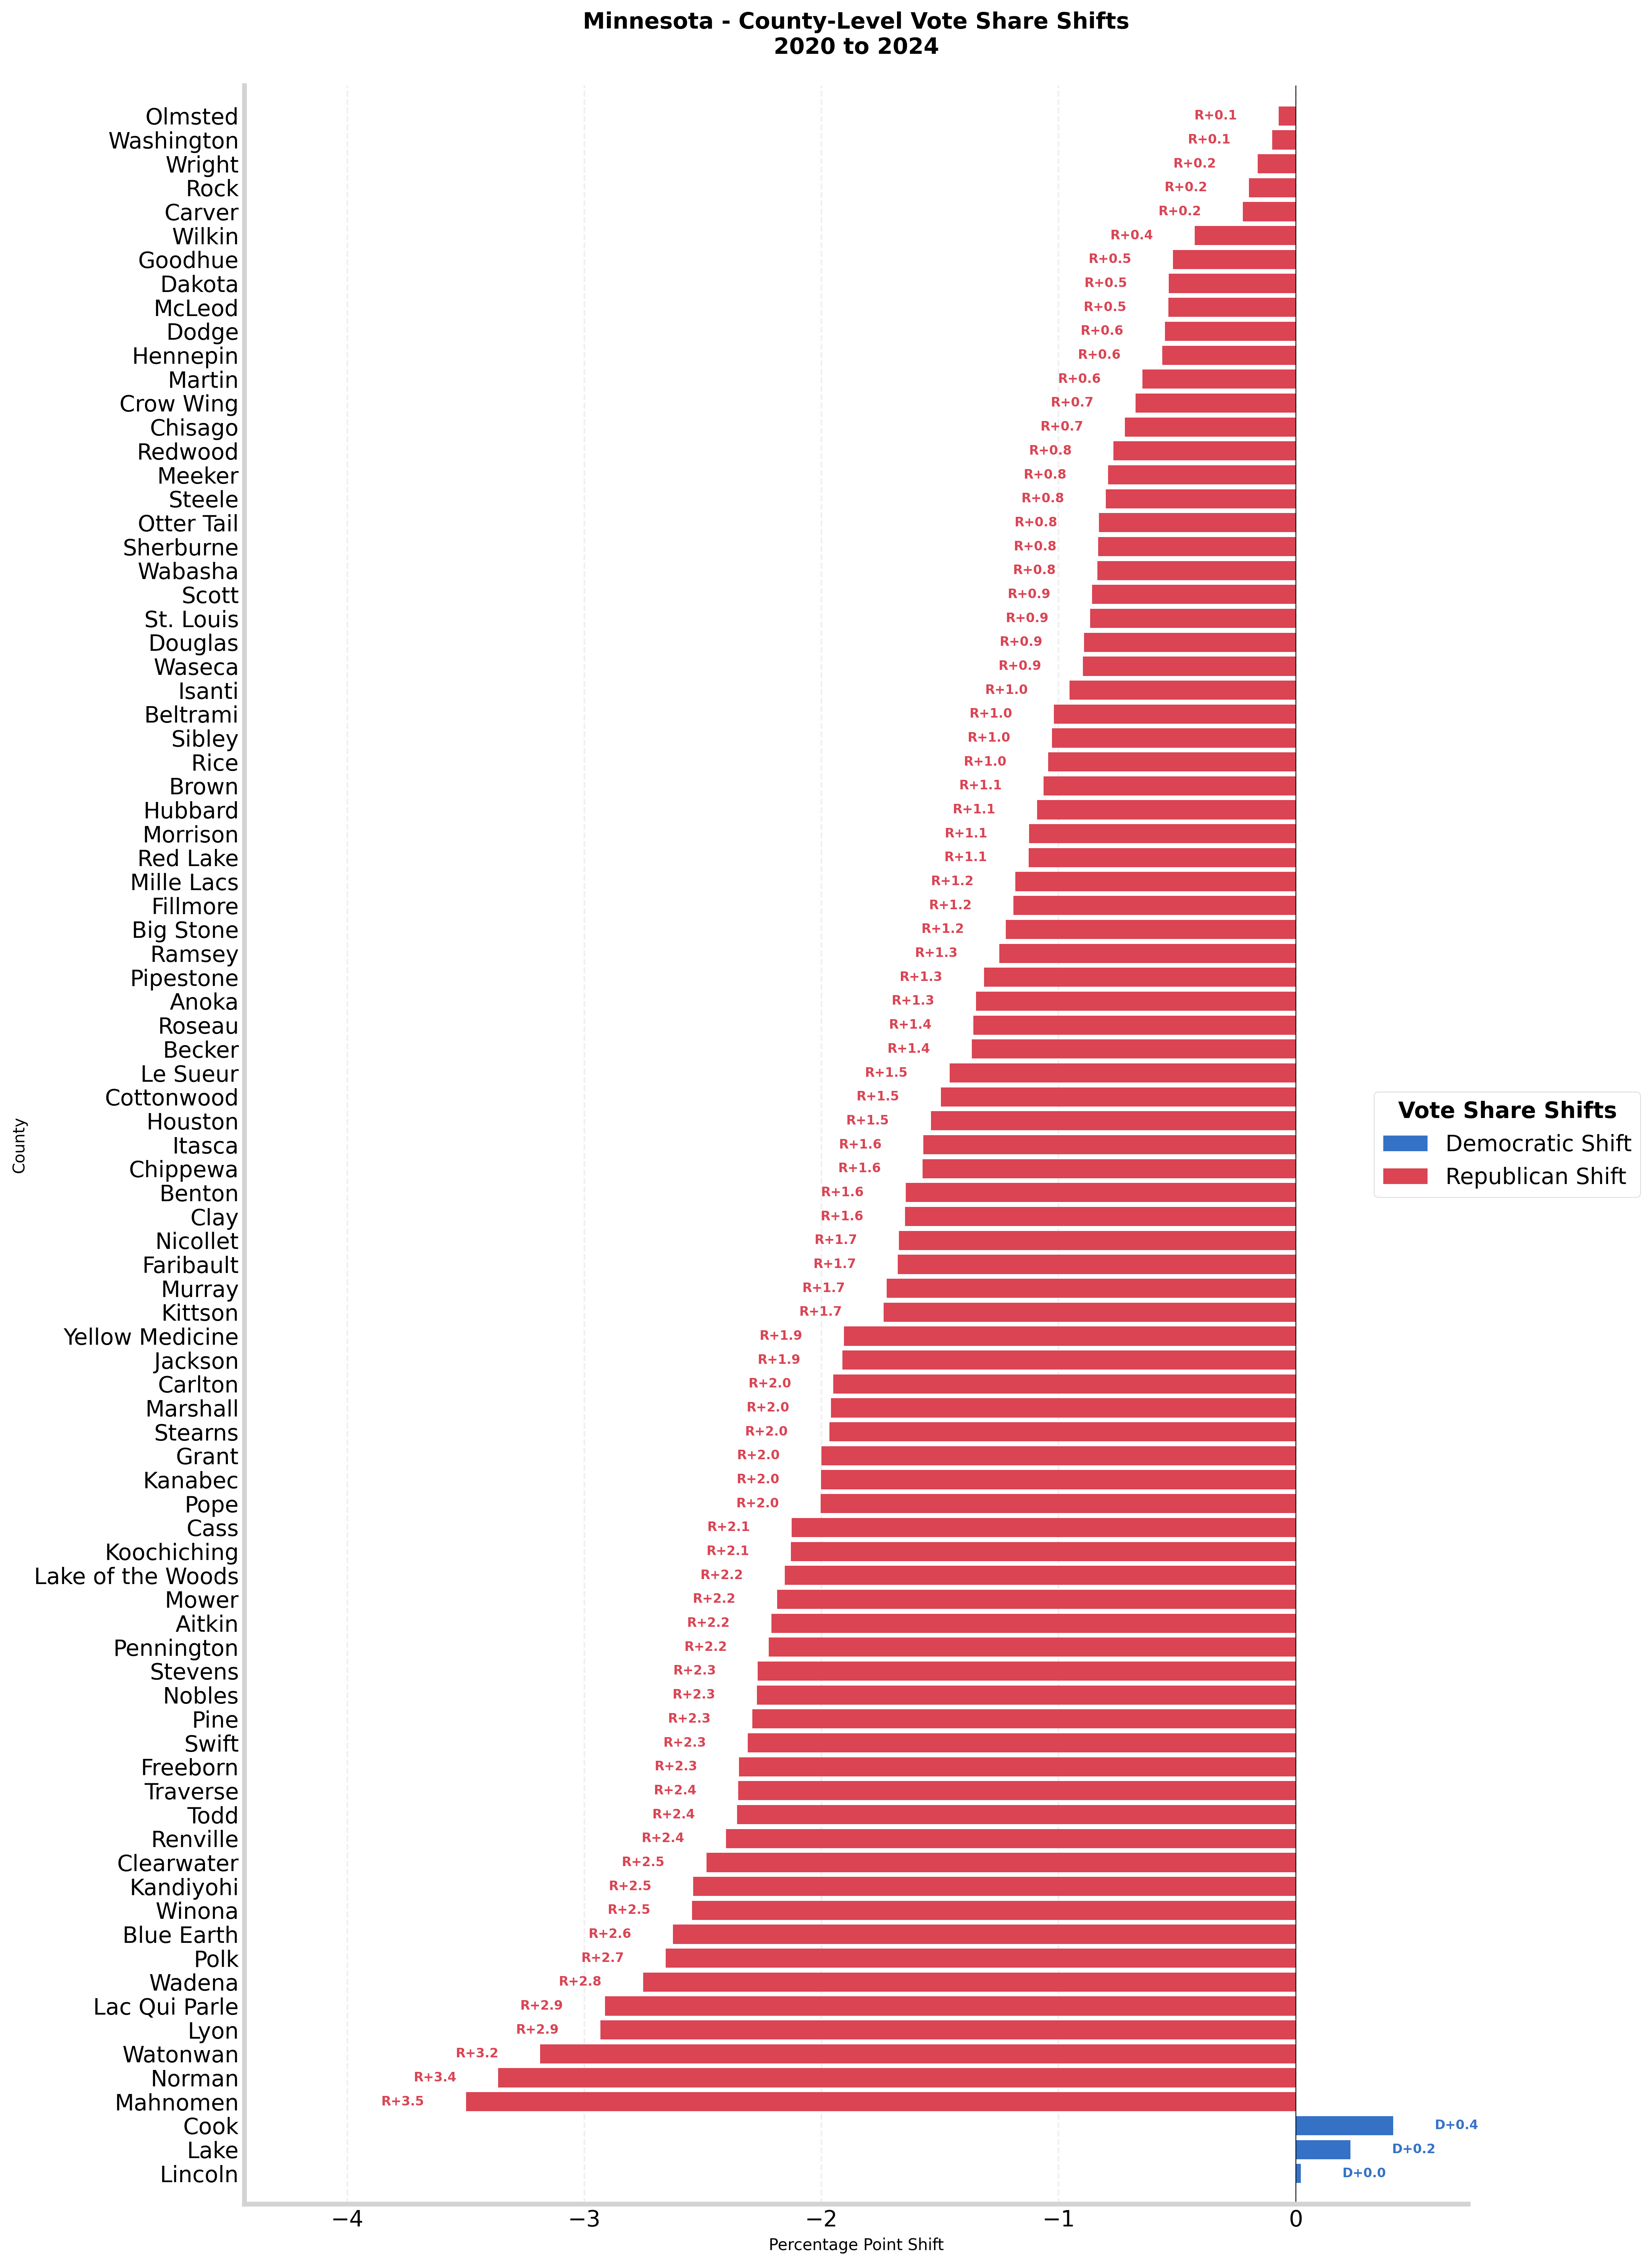 Minnesota - County-Level Vote Share Shifts
2020 to 2024
Olmsted R+0.1
Washington R+0.1
Wright R+0.2
Rock R+0.2
Carver R+0.2
Wilkin R+0.4
Goodhue R+0.5
Dakota R+0.5
McLeod R+0.5
Dodge R+0.6
Hennepin R+0.6
Martin R+0.6
Crow Wing R+0.7
Chisago R+0.7
Redwood R+0.8
Meeker R+0.8
Steele R+0.8
Otter Tail R+0.8
Sherburne R+0.8
Wabasha R+0.8
Scott R+0.9
St. Louis R+0.9
Douglas R+0.9
Waseca R+0.9
Isanti R+1.0
Beltrami R+1.0
Sibley R+1.0
Rice R+1.0
Brown R+1.1
Hubbard R+1.1
Morrison R+1.1
Red Lake R+1.1
Mille Lacs R+1.2
Fillmore R+1.2
Big Stone R+1.2
Ramsey R+1.3
Pipestone R+1.3
Anoka R+1.3
Roseau R+1.4
Becker R+1.4
Le Sueur R+1.5
Cottonwood R+1.5
Houston R+1.5
Itasca R+1.6
Chippewa R+1.6
Benton R+1.6
Clay R+1.6
Nicollet R+1.7
Faribault R+1.7
Murray R+1.7
Kittson R+1.7
Yellow Medicine R+1.9
Jackson R+1.9
Carlton R+2.0
Marshall R+2.0
Stearns R+2.0
Grant R+2.0
Kanabec R+2.0
Pope R+2.0
Cass R+2.1
Koochiching R+2.1
Lake of the Woods R+2.2
Mower R+2.2
Aitkin R+2.2
Pennington R+2.2
Stevens R+2.3
Nobles R+2.3
Pine R+2.3
Swift R+2.3
Freeborn R+2.3
Traverse R+2.4
Todd R+2.4
Renville R+2.4
Clearwater R+2.5
Kandiyohi R+2.5
Winona R+2.5
Blue Earth R+2.6
Polk R+2.7
Wadena R+2.8
Lac Qui Parle R+2.9
Lyon R+2.9
Watonwan R+3.2
Norman R+3.4
Mahnomen R+3.5
Cook D+0.4
Lake D+0.2
Lincoln D+0.0
County
−4 −3 −2 −1 0
Percentage Point Shift
Vote Share Shifts
Democratic Shift
Republican Shift